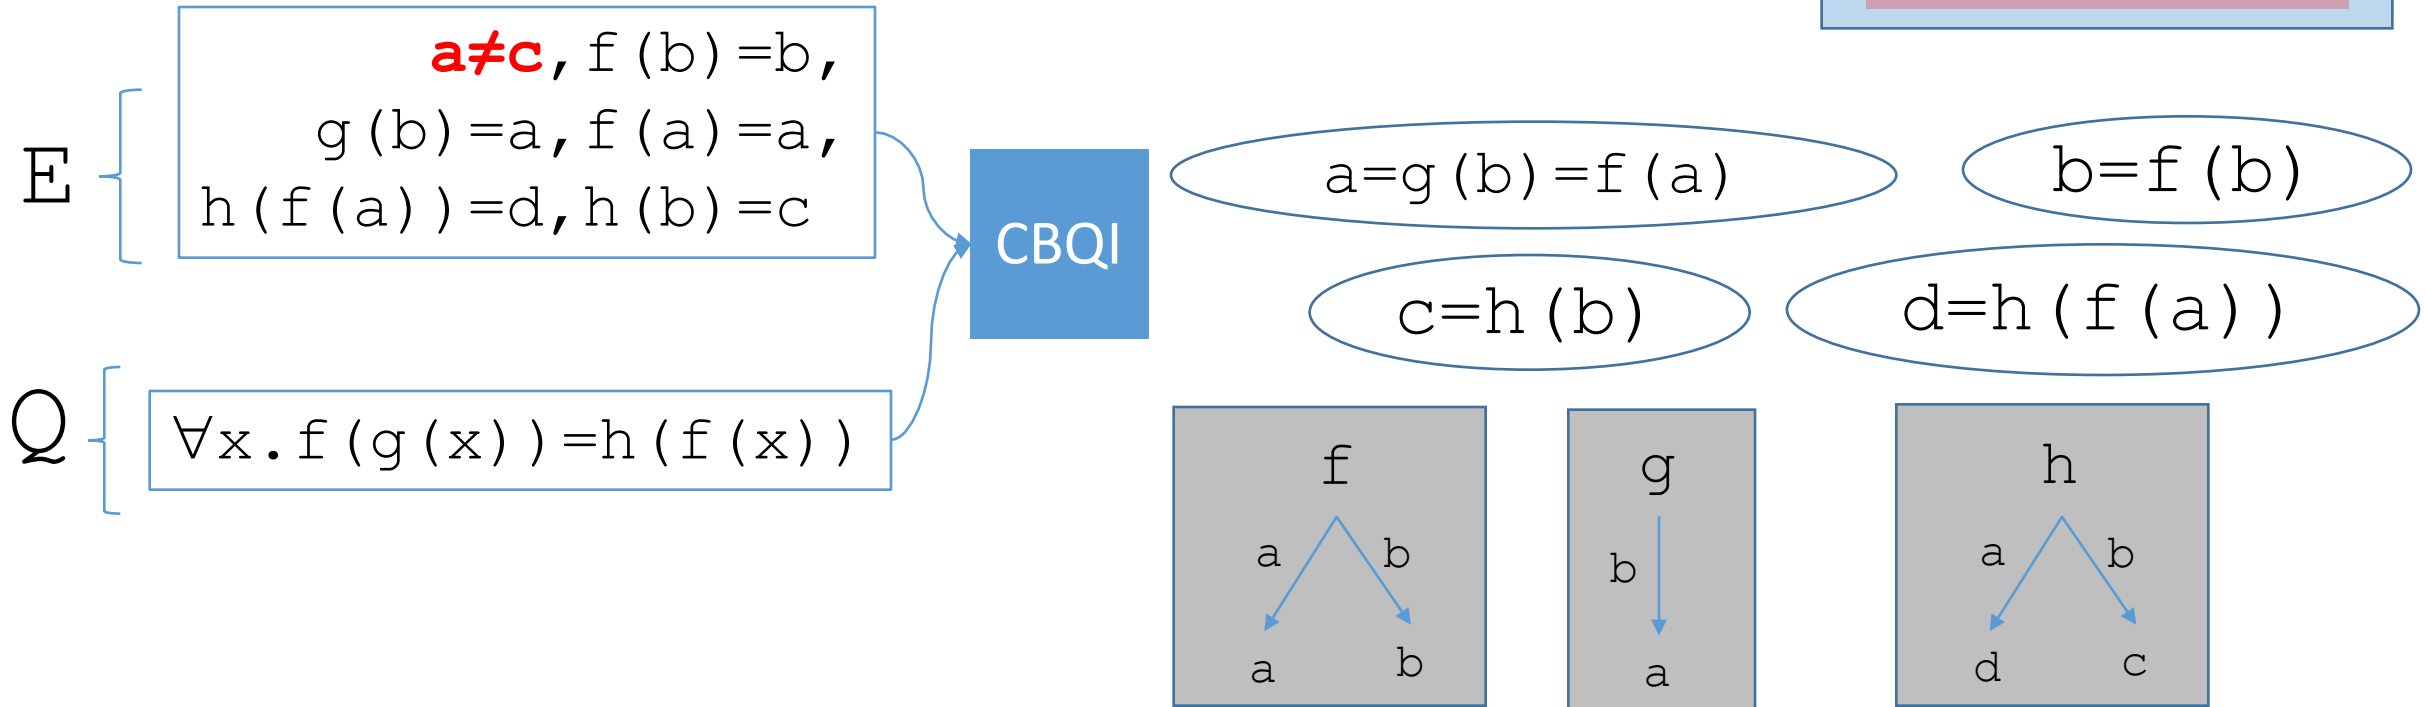 E
a≠c,f(b)=b,
g(b)=a,f(a)=a,
h(f(a))=d,h(b)=c
Q
∀x.f(g(x))=h(f(x))
CBQI
a=g(b)=f(a)
b=f(b)
c=h(b)
d=h(f(a))
f
a b
a b
g
b
a
h
a b
d c